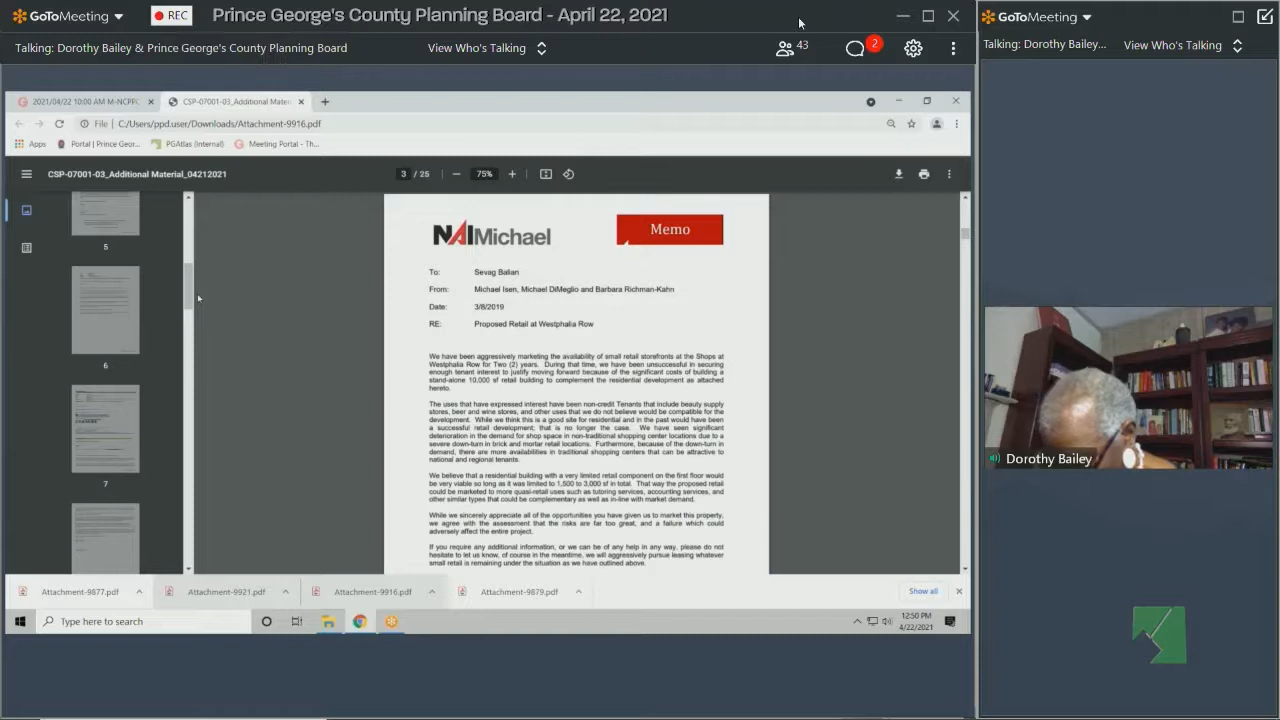 GoToMeeting
REC
Prince George's County Planning Board - April 22, 2021
GoToMeeting
Talking: Dorothy Bailey & Prince George's County Planning Board
View Who's Talking
43
2
Talking: Dorothy Bailey...
View Who's Talking
2021/04/22 10:00 AM M-NCPPC
CSP-07001-03_Additional Mater
File | C:/Users/ppd.user/Downloads/Attachment-9916.pdf
Apps
Portal | Prince Geor...
PGAtlas (Internal)
Meeting Portal - Th...
CSP-07001-03_Additional Material_04212021
3 / 25
75%
5
6
7
NAIMichael
Memo
To: Sevag Balian
From: Michael Isen, Michael DiMeglio and Barbara Richman-Kahn
Date: 3/8/2019
RE: Proposed Retail at Westphalia Row
We have been aggressively marketing the availability of small retail storefronts at the Shops at
Westphalia Row for Two (2) years. During that time, we have been unsuccessful in securing
enough tenant interest to justify moving forward because of the significant costs of building a
stand-alone 10,000 sf retail building to complement the residential development as attached
hereto.
The uses that have expressed interest have been non-credit Tenants that include beauty supply
stores, beer and wine stores, and other uses that we do not believe would be compatible for the
development. While we think this is a good site for residential and in the past would have been
a successful retail development; that is no longer the case. We have seen significant
deterioration in the demand for shop space in non-traditional shopping center locations due to a
severe down-turn in brick and mortar retail locations. Furthermore, because of the down-turn in
demand, there are more availabilities in traditional shopping centers that can be attractive to
national and regional tenants.
We believe that a residential building with a very limited retail component on the first floor would
be very viable so long as it was limited to 1,500 to 3,000 sf in total. That way the proposed retail
could be marketed to more quasi-retail uses such as tutoring services, accounting services, and
other similar types that could be complementary as well as in-line with market demand.
While we sincerely appreciate all of the opportunities you have given us to market this property,
we agree with the assessment that the risks are far too great, and a failure which could
adversely affect the entire project.
If you require any additional information, or we can be of any help in any way, please do not
hesitate to let us know, of course in the meantime, we will aggressively pursue leasing whatever
small retail is remaining under the situation as we have outlined above.
Dorothy Bailey
Attachment-9877.pdf
Attachment-9921.pdf
Attachment-9916.pdf
Attachment-9879.pdf
Show all
Type here to search
12:50 PM
4/22/2021